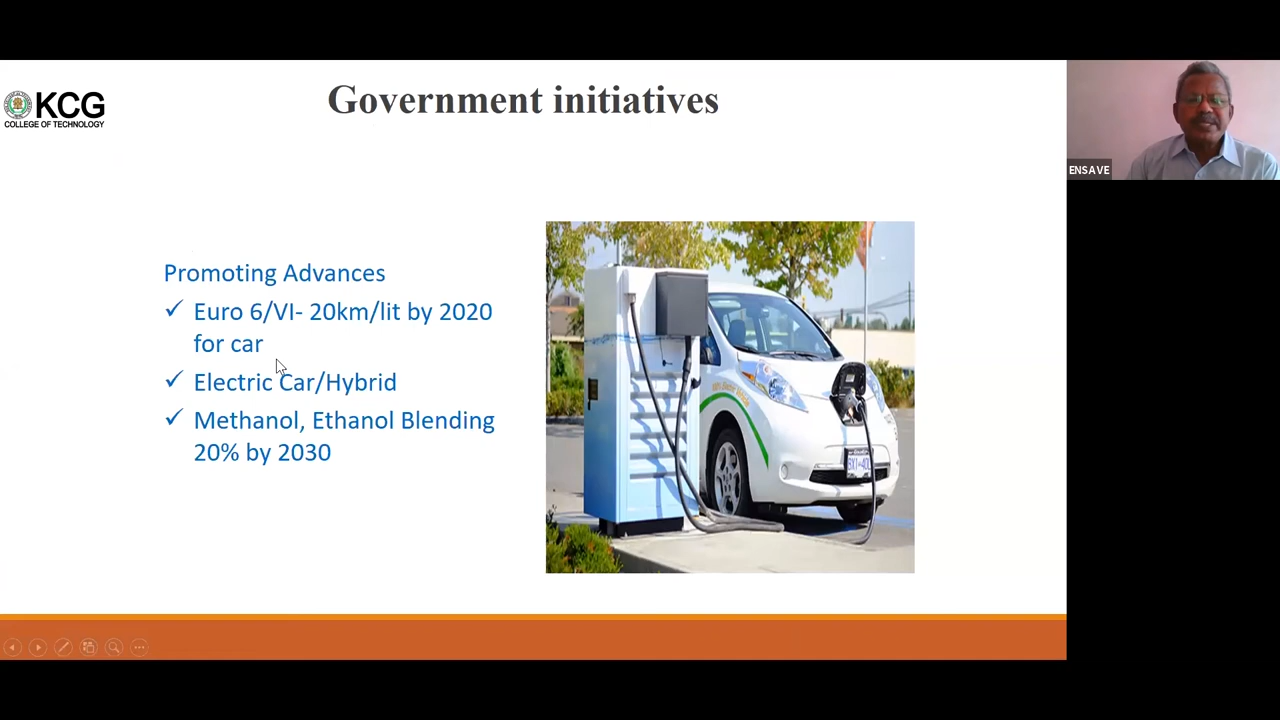 KCG
COLLEGE OF TECHNOLOGY
Government initiatives
ENSAVE
Promoting Advances
✓ Euro 6/VI- 20km/lit by 2020
for car
✓ Electric Car/Hybrid
✓ Methanol, Ethanol Blending
20% by 2030